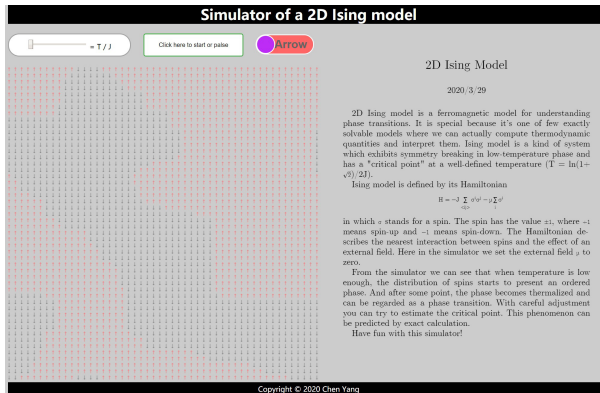 Simulator of a 2D Ising model
= T / J
Click here to start or palse
Arrow
2D Ising Model
2020/3/29
2D Ising model is a ferromagnetic model for understanding
phase transitions. It is special because it's one of few exactly
solvable models where we can actually compute thermodynamic
quantities and interpret them. Ising model is a kind of system
which exhibits symmetry breaking in low-temperature phase and
has a "critical point" at a well-defined temperature (T = ln(1+
√2)/2J).
Ising model is defined by its Hamiltonian
H = −J Σ σⁱσʲ − μ Σ σⁱ
<i,j> i
in which σ stands for a spin. The spin has the value ±1, where +1
means spin-up and −1 means spin-down. The Hamiltonian de-
scribes the nearest interaction between spins and the effect of an
external field. Here in the simulator we set the external field μ to
zero.
From the simulator we can see that when temperature is low
enough, the distribution of spins starts to present an ordered
phase. And after some point, the phase becomes thermalized and
can be regarded as a phase transition. With careful adjustment
you can try to estimate the critical point. This phenomenon can
be predicted by exact calculation.
Have fun with this simulator!
Copyright © 2020 Chen Yang